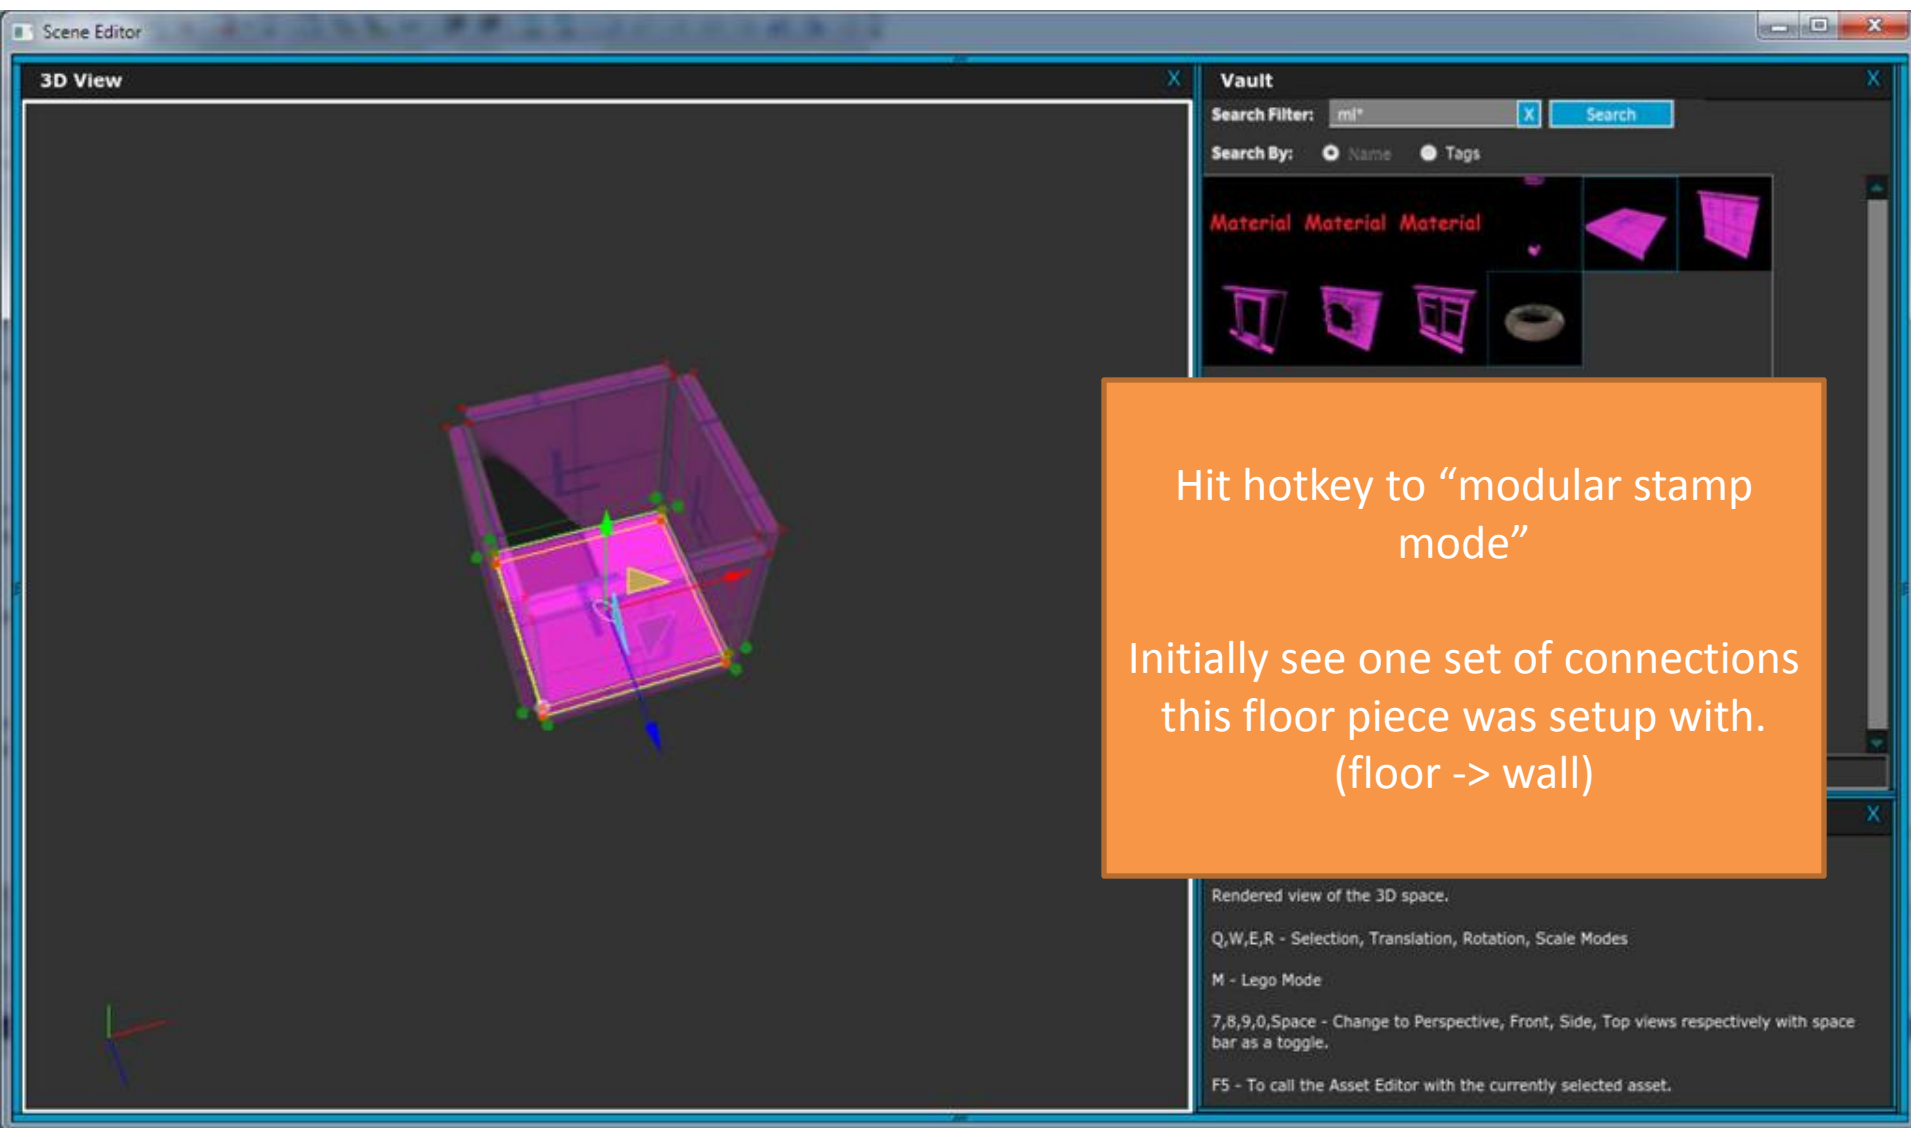 Scene Editor
3D View
X
Vault
X
Search Filter:
ml*
X
Search
Search By:
Name
Tags
Material Material Material
Hit hotkey to “modular stamp
mode”
Initially see one set of connections
this floor piece was setup with.
(floor -> wall)
X
Rendered view of the 3D space.
Q,W,E,R - Selection, Translation, Rotation, Scale Modes
M - Lego Mode
7,8,9,0,Space - Change to Perspective, Front, Side, Top views respectively with space
bar as a toggle.
F5 - To call the Asset Editor with the currently selected asset.